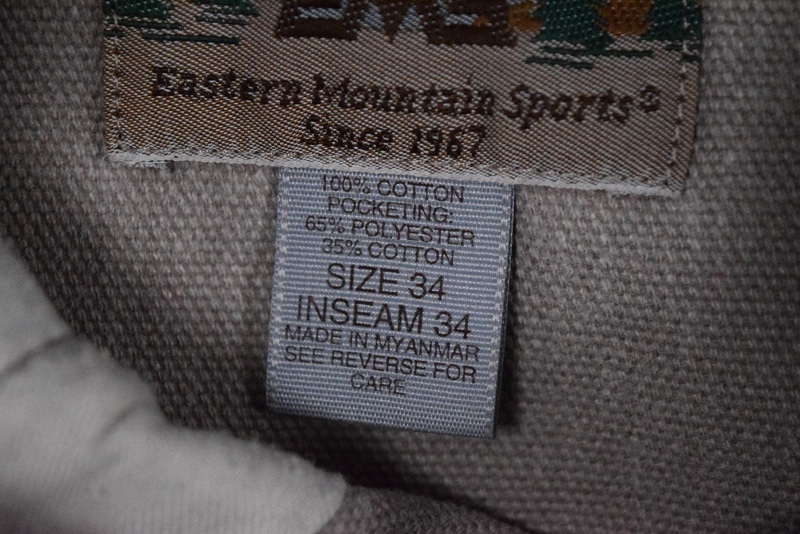 EMS
Eastern Mountain Sports®
Since 1967
100% COTTON
POCKETING:
65% POLYESTER
35% COTTON
SIZE 34
INSEAM 34
MADE IN MYANMAR
SEE REVERSE FOR
CARE